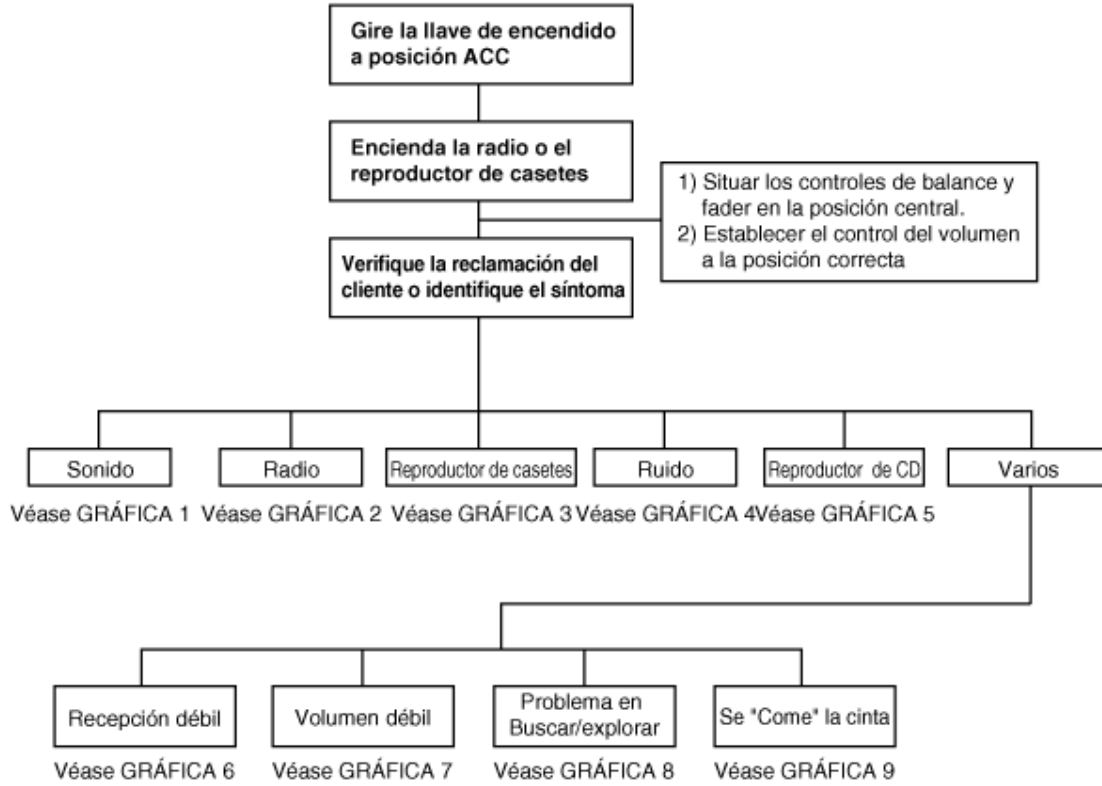 Gire la llave de encendido
a posición ACC
Encienda la radio o el
reproductor de casetes
1) Situar los controles de balance y
fader en la posición central.
2) Establecer el control del volumen
a la posición correcta
Verifique la reclamación del
cliente o identifique el síntoma
Sonido
Radio
Reproductor de casetes
Ruido
Reproductor de CD
Varios
Véase GRÁFICA 1
Véase GRÁFICA 2
Véase GRÁFICA 3
Véase GRÁFICA 4
Véase GRÁFICA 5
Recepción débil
Volumen débil
Problema en
Buscar/explorar
Se "Come" la cinta
Véase GRÁFICA 6
Véase GRÁFICA 7
Véase GRÁFICA 8
Véase GRÁFICA 9